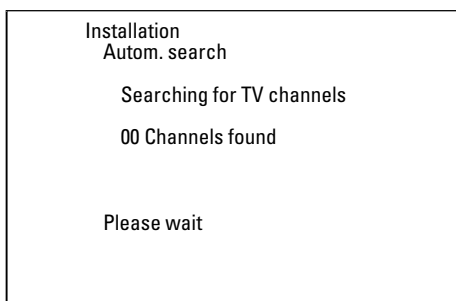 Installation
Autom. search
Searching for TV channels
00 Channels found
Please wait